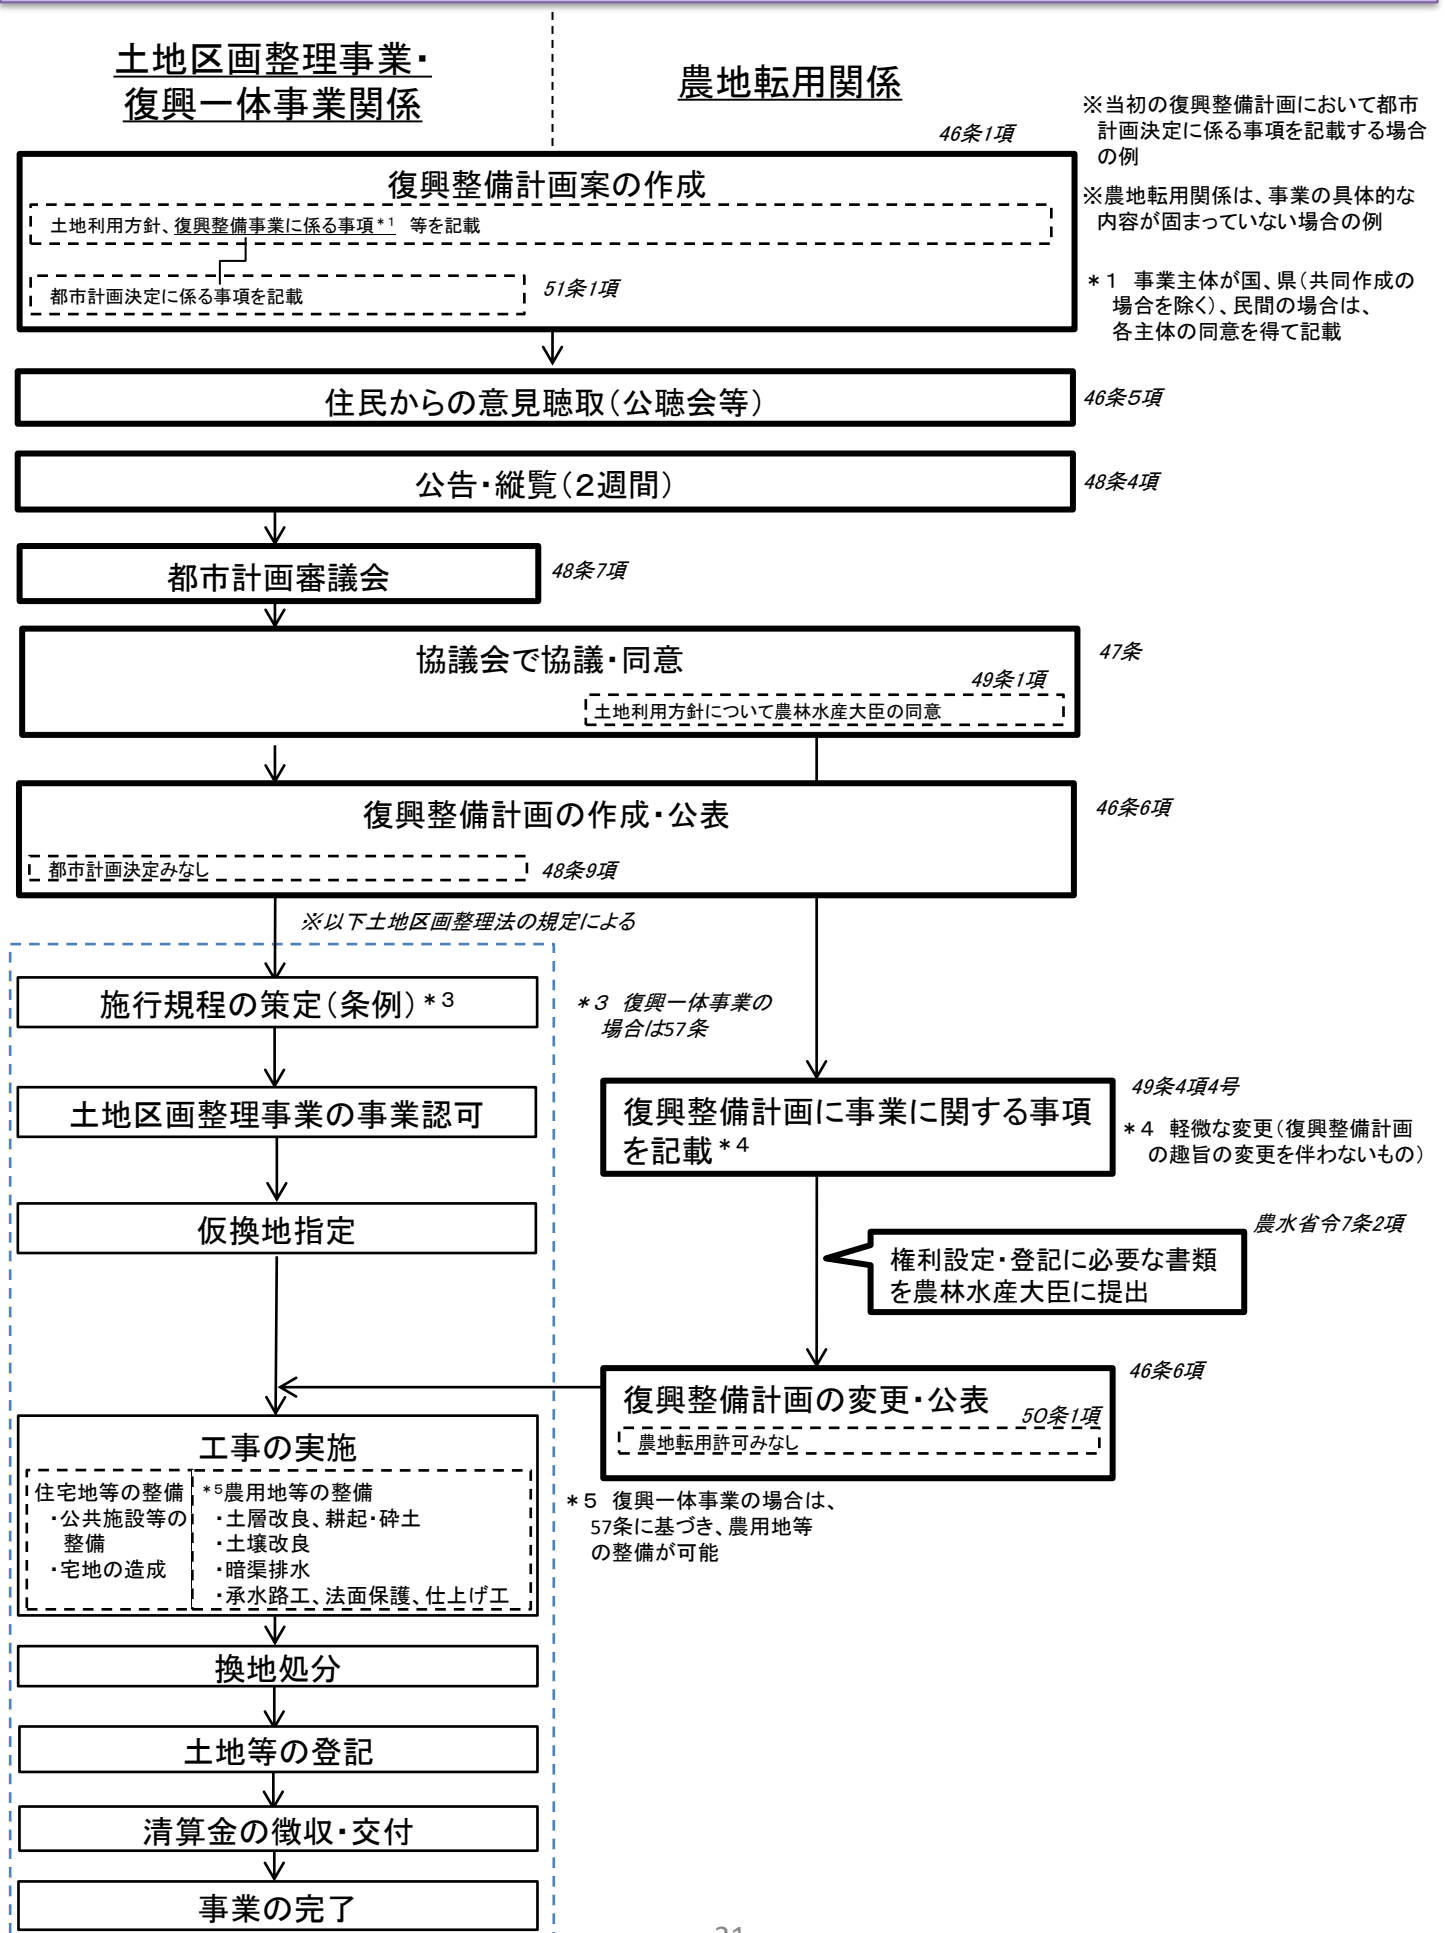 土地区画整理事業・
復興一体事業関係
農地転用関係
※当初の復興整備計画において都市
計画決定に係る事項を記載する場合
の例
※農地転用関係は、事業の具体的な
内容が固まっていない場合の例
46条1項
復興整備計画案の作成
土地利用方針、復興整備事業に係る事項*1 等を記載
都市計画決定に係る事項を記載
51条1項
*1 事業主体が国、県(共同作成の
場合を除く)、民間の場合は、
各主体の同意を得て記載
住民からの意見聴取(公聴会等)
46条5項
公告・縦覧(2週間)
48条4項
都市計画審議会
48条7項
協議会で協議・同意
47条
49条1項
土地利用方針について農林水産大臣の同意
復興整備計画の作成・公表
46条6項
都市計画決定みなし
48条9項
※以下土地区画整理法の規定による
施行規程の策定(条例)*3
*3 復興一体事業の
場合は57条
土地区画整理事業の事業認可
復興整備計画に事業に関する事項
を記載*4
49条4項4号
*4 軽微な変更(復興整備計画
の趣旨の変更を伴わないもの)
仮換地指定
農水省令7条2項
権利設定・登記に必要な書類
を農林水産大臣に提出
復興整備計画の変更・公表
46条6項
50条1項
農地転用許可みなし
工事の実施
住宅地等の整備
・公共施設等の
整備
・宅地の造成
*5農用地等の整備
・土層改良、耕起・砕土
・土壌改良
・暗渠排水
・承水路工、法面保護、仕上げ工
*5 復興一体事業の場合は、
57条に基づき、農用地等
の整備が可能
換地処分
土地等の登記
清算金の徴収・交付
事業の完了